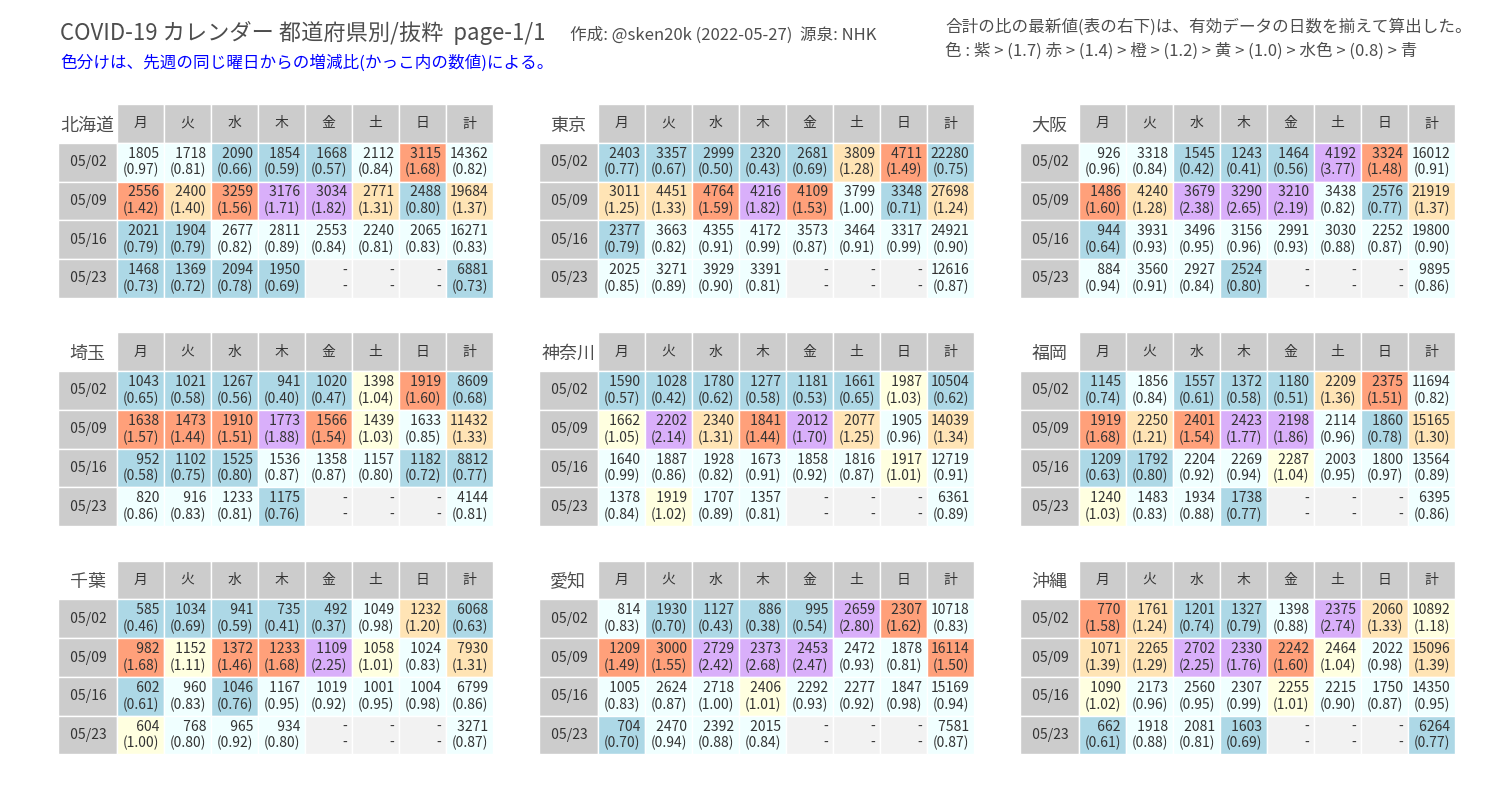 COVID-19 カレンダー 都道府県別/抜粋 page-1/1 作成: @sken20k (2022-05-27) 源泉: NHK
合計の比の最新値(表の右下)は、有効データの日数を揃えて算出した。
色分けは、先週の同じ曜日からの増減比(かっこ内の数値)による。
色 : 紫 > (1.7) 赤 > (1.4) > 橙 > (1.2) > 黄 > (1.0) > 水色 > (0.8) > 青
北海道 月 火 水 木 金 土 日 計
05/02 1805 1718 2090 1854 1668 2112 3115 14362
(0.97) (0.81) (0.66) (0.59) (0.57) (0.84) (1.68) (0.82)
05/09 2556 2400 3259 3176 3034 2771 2488 19684
(1.42) (1.40) (1.56) (1.71) (1.82) (1.31) (0.80) (1.37)
05/16 2021 1904 2677 2811 2553 2240 2065 16271
(0.79) (0.79) (0.82) (0.89) (0.84) (0.81) (0.83) (0.83)
05/23 1468 1369 2094 1950 - - - 6881
(0.73) (0.72) (0.78) (0.69) - - - (0.73)
東京 月 火 水 木 金 土 日 計
05/02 2403 3357 2999 2320 2681 3809 4711 22280
(0.77) (0.67) (0.50) (0.43) (0.69) (1.28) (1.49) (0.75)
05/09 3011 4451 4764 4216 4109 3799 3348 27698
(1.25) (1.33) (1.59) (1.82) (1.53) (1.00) (0.71) (1.24)
05/16 2377 3663 4355 4172 3573 3464 3317 24921
(0.79) (0.82) (0.91) (0.99) (0.87) (0.91) (0.99) (0.90)
05/23 2025 3271 3929 3391 - - - 12616
(0.85) (0.89) (0.90) (0.81) - - - (0.87)
大阪 月 火 水 木 金 土 日 計
05/02 926 3318 1545 1243 1464 4192 3324 16012
(0.96) (0.84) (0.42) (0.41) (0.56) (3.77) (1.48) (0.91)
05/09 1486 4240 3679 3290 3210 3438 2576 21919
(1.60) (1.28) (2.38) (2.65) (2.19) (0.82) (0.77) (1.37)
05/16 944 3931 3496 3156 2991 3030 2252 19800
(0.64) (0.93) (0.95) (0.96) (0.93) (0.88) (0.87) (0.90)
05/23 884 3560 2927 2524 - - - 9895
(0.94) (0.91) (0.84) (0.80) - - - (0.86)
埼玉 月 火 水 木 金 土 日 計
05/02 1043 1021 1267 941 1020 1398 1919 8609
(0.65) (0.58) (0.56) (0.40) (0.47) (1.04) (1.60) (0.68)
05/09 1638 1473 1910 1773 1566 1439 1633 11432
(1.57) (1.44) (1.51) (1.88) (1.54) (1.03) (0.85) (1.33)
05/16 952 1102 1525 1536 1358 1157 1182 8812
(0.58) (0.75) (0.80) (0.87) (0.87) (0.80) (0.72) (0.77)
05/23 820 916 1233 1175 - - - 4144
(0.86) (0.83) (0.81) (0.76) - - - (0.81)
神奈川 月 火 水 木 金 土 日 計
05/02 1590 1028 1780 1277 1181 1661 1987 10504
(0.57) (0.42) (0.62) (0.58) (0.53) (0.65) (1.03) (0.62)
05/09 1662 2202 2340 1841 2012 2077 1905 14039
(1.05) (2.14) (1.31) (1.44) (1.70) (1.25) (0.96) (1.34)
05/16 1640 1887 1928 1673 1858 1816 1917 12719
(0.99) (0.86) (0.82) (0.91) (0.92) (0.87) (1.01) (0.91)
05/23 1378 1919 1707 1357 - - - 6361
(0.84) (1.02) (0.89) (0.81) - - - (0.89)
福岡 月 火 水 木 金 土 日 計
05/02 1145 1856 1557 1372 1180 2209 2375 11694
(0.74) (0.84) (0.61) (0.58) (0.51) (1.36) (1.51) (0.82)
05/09 1919 2250 2401 2423 2198 2114 1860 15165
(1.68) (1.21) (1.54) (1.77) (1.86) (0.96) (0.78) (1.30)
05/16 1209 1792 2204 2269 2287 2003 1800 13564
(0.63) (0.80) (0.92) (0.94) (1.04) (0.95) (0.97) (0.89)
05/23 1240 1483 1934 1738 - - - 6395
(1.03) (0.83) (0.88) (0.77) - - - (0.86)
千葉 月 火 水 木 金 土 日 計
05/02 585 1034 941 735 492 1049 1232 6068
(0.46) (0.69) (0.59) (0.41) (0.37) (0.98) (1.20) (0.63)
05/09 982 1152 1372 1233 1109 1058 1024 7930
(1.68) (1.11) (1.46) (1.68) (2.25) (1.01) (0.83) (1.31)
05/16 602 960 1046 1167 1019 1001 1004 6799
(0.61) (0.83) (0.76) (0.95) (0.92) (0.95) (0.98) (0.86)
05/23 604 768 965 934 - - - 3271
(1.00) (0.80) (0.92) (0.80) - - - (0.87)
愛知 月 火 水 木 金 土 日 計
05/02 814 1930 1127 886 995 2659 2307 10718
(0.83) (0.70) (0.43) (0.38) (0.54) (2.80) (1.62) (0.83)
05/09 1209 3000 2729 2373 2453 2472 1878 16114
(1.49) (1.55) (2.42) (2.68) (2.47) (0.93) (0.81) (1.50)
05/16 1005 2624 2718 2406 2292 2277 1847 15169
(0.83) (0.87) (1.00) (1.01) (0.93) (0.92) (0.98) (0.94)
05/23 704 2470 2392 2015 - - - 7581
(0.70) (0.94) (0.88) (0.84) - - - (0.87)
沖縄 月 火 水 木 金 土 日 計
05/02 770 1761 1201 1327 1398 2375 2060 10892
(1.58) (1.24) (0.74) (0.79) (0.88) (2.74) (1.33) (1.18)
05/09 1071 2265 2702 2330 2242 2464 2022 15096
(1.39) (1.29) (2.25) (1.76) (1.60) (1.04) (0.98) (1.39)
05/16 1090 2173 2560 2307 2255 2215 1750 14350
(1.02) (0.96) (0.95) (0.99) (1.01) (0.90) (0.87) (0.95)
05/23 662 1918 2081 1603 - - - 6264
(0.61) (0.88) (0.81) (0.69) - - - (0.77)